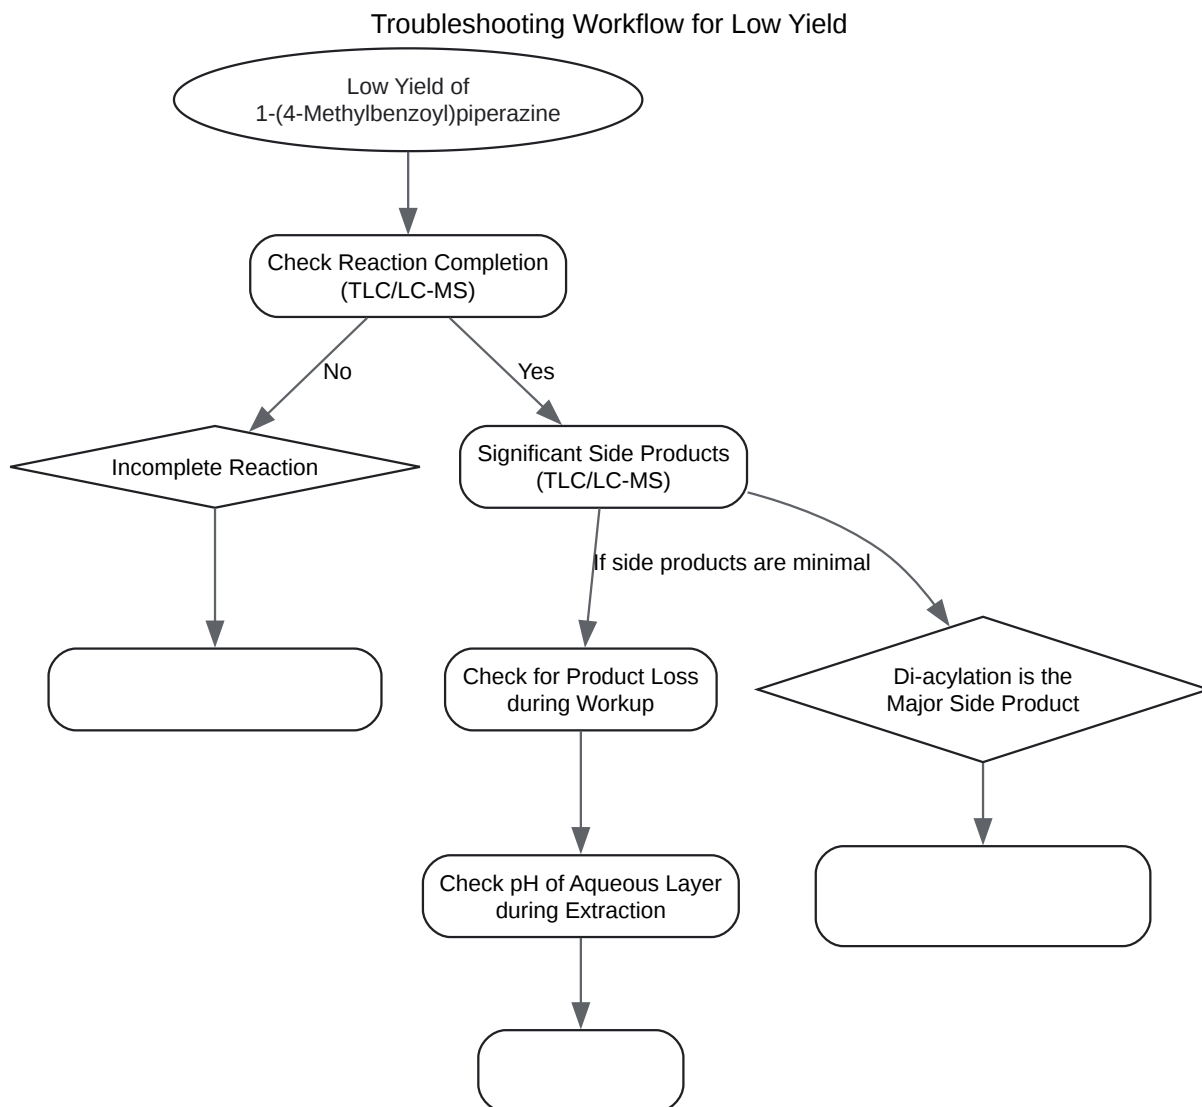 Troubleshooting Workflow for Low Yield
Low Yield of
1-(4-Methylbenzoyl)piperazine
Check Reaction Completion
(TLC/LC-MS)
No
Yes
Incomplete Reaction
Significant Side Products
(TLC/LC-MS)
If side products are minimal
Check for Product Loss
during Workup
Di-acylation is the
Major Side Product
Check pH of Aqueous Layer
during Extraction